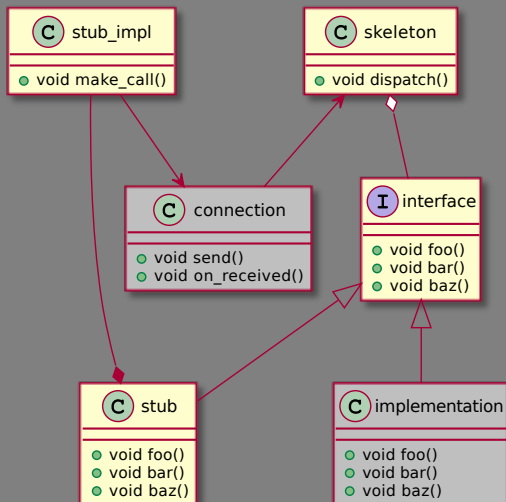 C stub_impl
void make_call()
C skeleton
void dispatch()
C connection
void send()
void on_received()
I interface
void foo()
void bar()
void baz()
C stub
void foo()
void bar()
void baz()
C implementation
void foo()
void bar()
void baz()